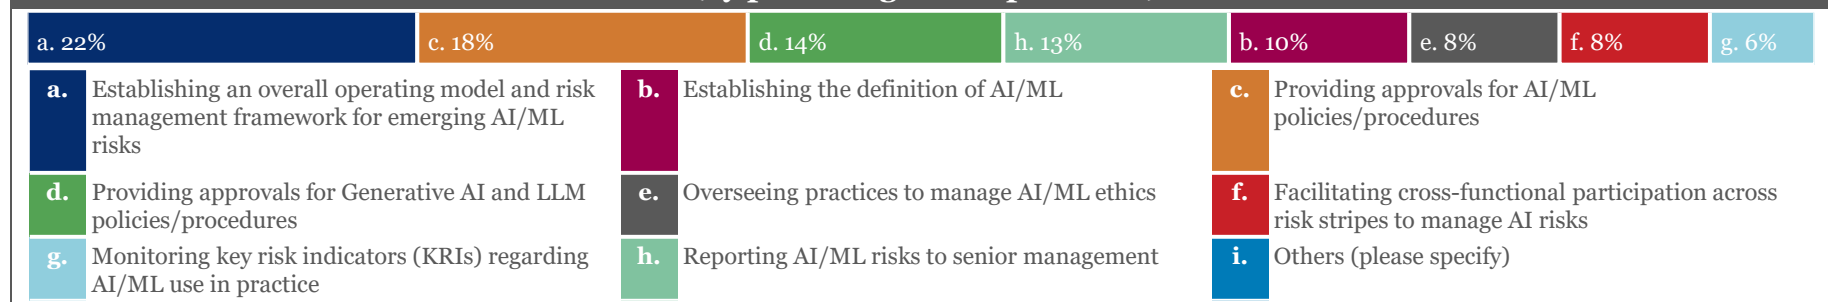 a. 22%
c. 18%
d. 14%
h. 13%
b. 10%
e. 8%
f. 8%
g. 6%
a.
Establishing an overall operating model and risk
management framework for emerging AI/ML
risks
b.
Establishing the definition of AI/ML
c.
Providing approvals for AI/ML
policies/procedures
d.
Providing approvals for Generative AI and LLM
policies/procedures
e.
Overseeing practices to manage AI/ML ethics
f.
Facilitating cross-functional participation across
risk stripes to manage AI risks
g.
Monitoring key risk indicators (KRIs) regarding
AI/ML use in practice
h.
Reporting AI/ML risks to senior management
i.
Others (please specify)